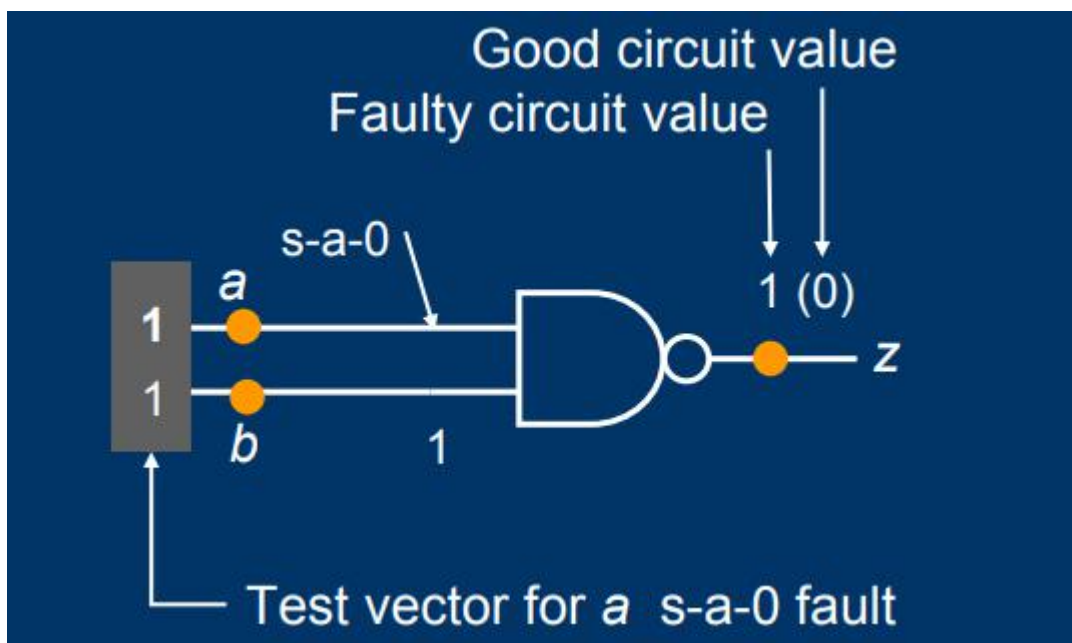 Good circuit value
Faulty circuit value
s-a-0
1 (0)
a
1
z
1
b
1
Test vector for a s-a-0 fault